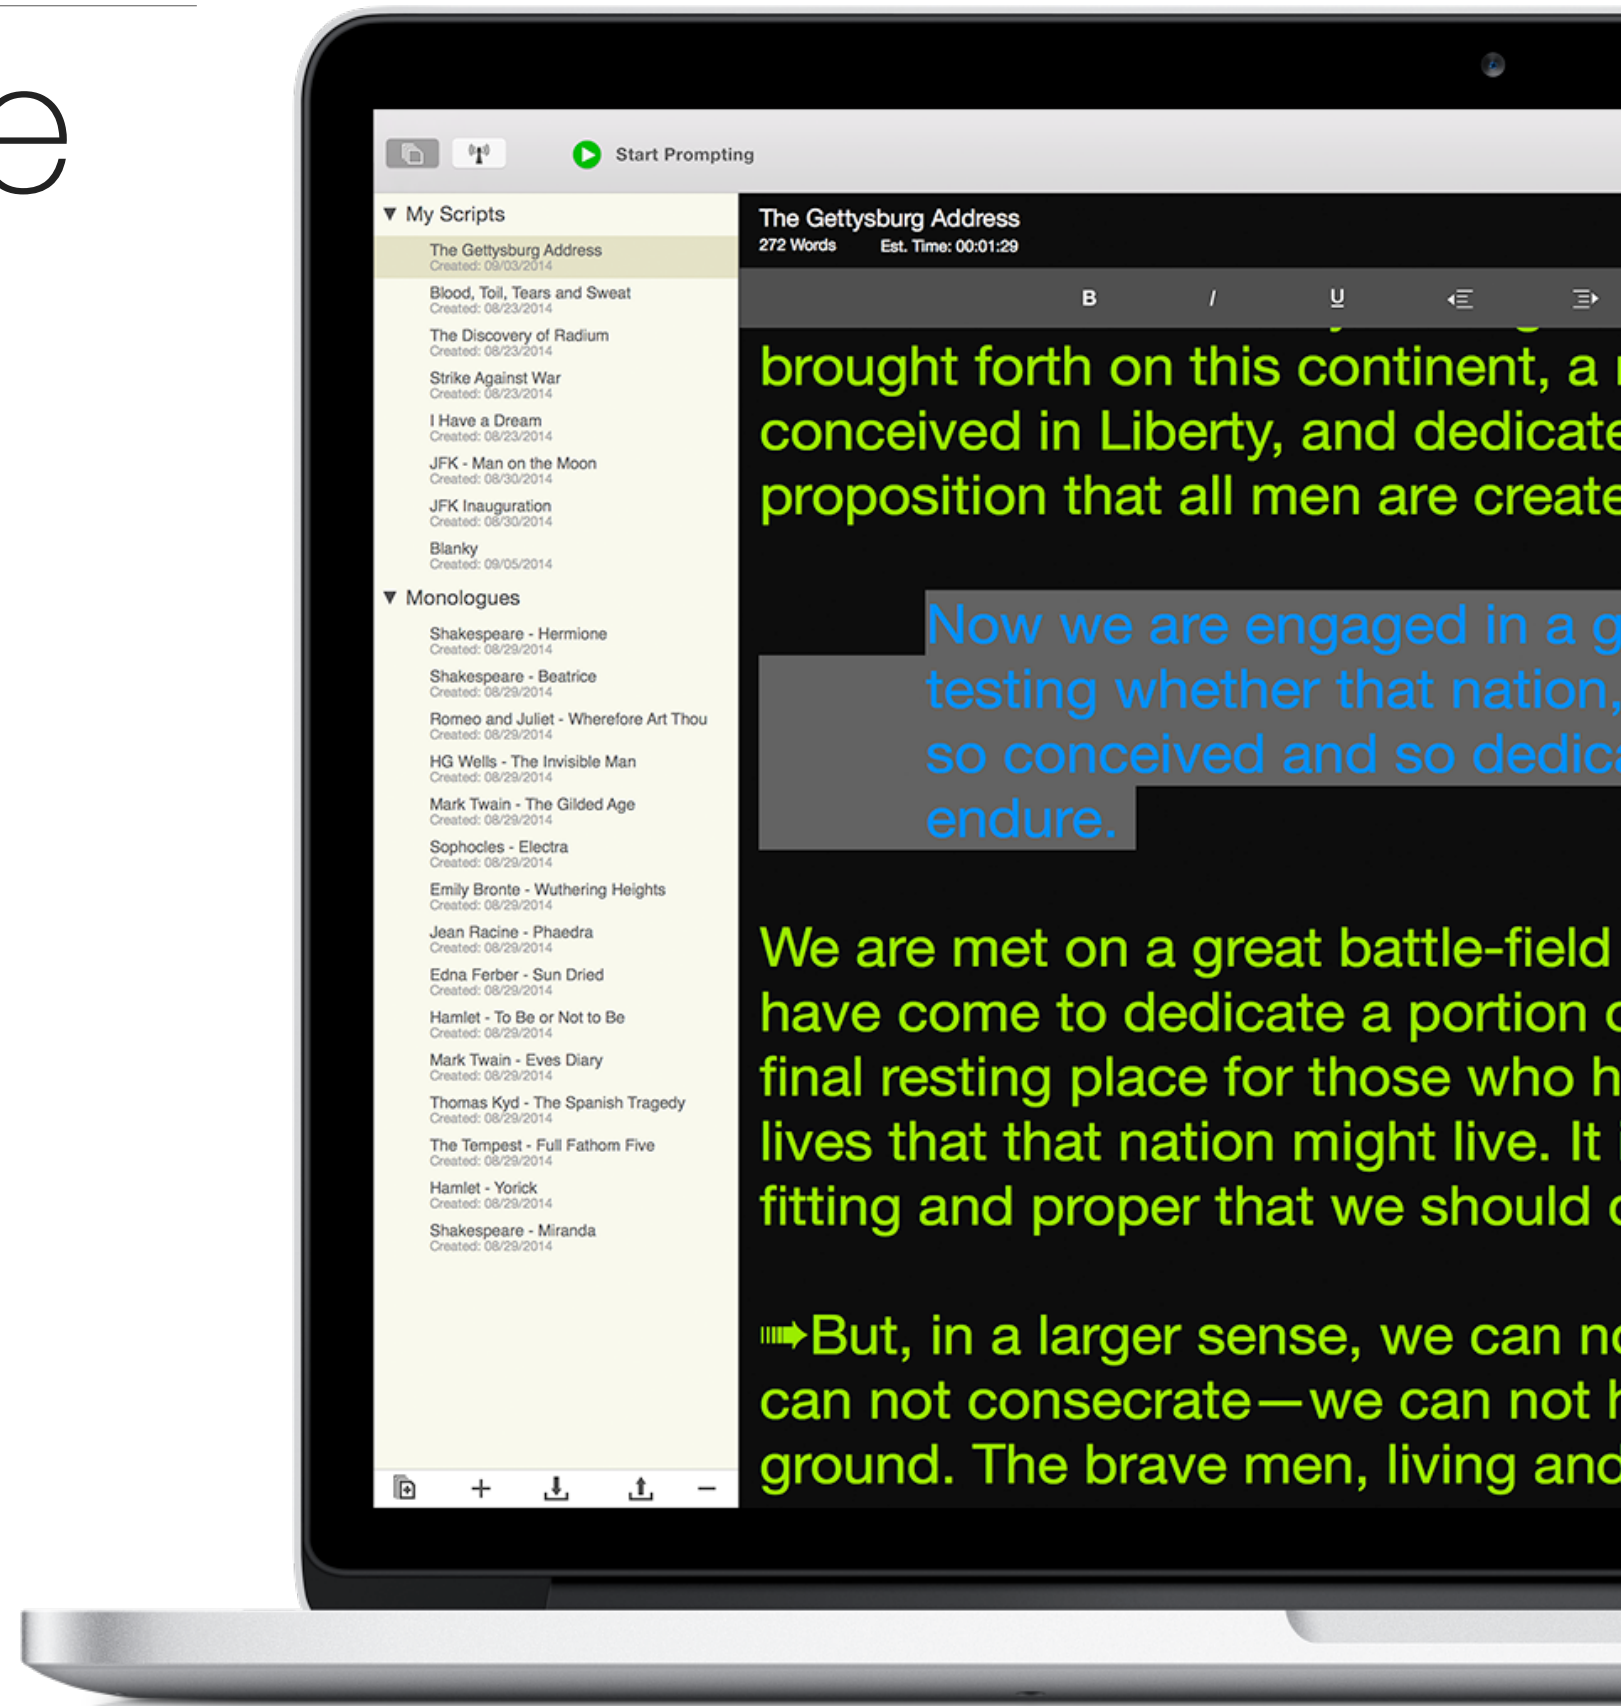 e
Start Prompting
My Scripts
The Gettysburg Address
Created: 09/03/2014
Blood, Toil, Tears and Sweat
Created: 08/23/2014
The Discovery of Radium
Created: 08/23/2014
Strike Against War
Created: 08/23/2014
I Have a Dream
Created: 08/23/2014
JFK - Man on the Moon
Created: 08/30/2014
JFK Inauguration
Created: 08/30/2014
Blanky
Created: 09/05/2014
Monologues
Shakespeare - Hermione
Created: 08/29/2014
Shakespeare - Beatrice
Created: 08/29/2014
Romeo and Juliet - Wherefore Art Thou
Created: 08/29/2014
HG Wells - The Invisible Man
Created: 08/29/2014
Mark Twain - The Gilded Age
Created: 08/29/2014
Sophocles - Electra
Created: 08/29/2014
Emily Bronte - Wuthering Heights
Created: 08/29/2014
Jean Racine - Phaedra
Created: 08/29/2014
Edna Ferber - Sun Dried
Created: 08/29/2014
Hamlet - To Be or Not to Be
Created: 08/29/2014
Mark Twain - Eves Diary
Created: 08/29/2014
Thomas Kyd - The Spanish Tragedy
Created: 08/29/2014
The Tempest - Full Fathom Five
Created: 08/29/2014
Hamlet - Yorick
Created: 08/29/2014
Shakespeare - Miranda
Created: 08/29/2014
The Gettysburg Address
272 Words Est. Time: 00:01:29
B I U
brought forth on this continent, a
conceived in Liberty, and dedicate
proposition that all men are create
Now we are engaged in a g
testing whether that nation,
so conceived and so dedica
endure.
We are met on a great battle-field
have come to dedicate a portion
final resting place for those who h
lives that that nation might live. It
fitting and proper that we should
But, in a larger sense, we can no
can not consecrate—we can not h
ground. The brave men, living and